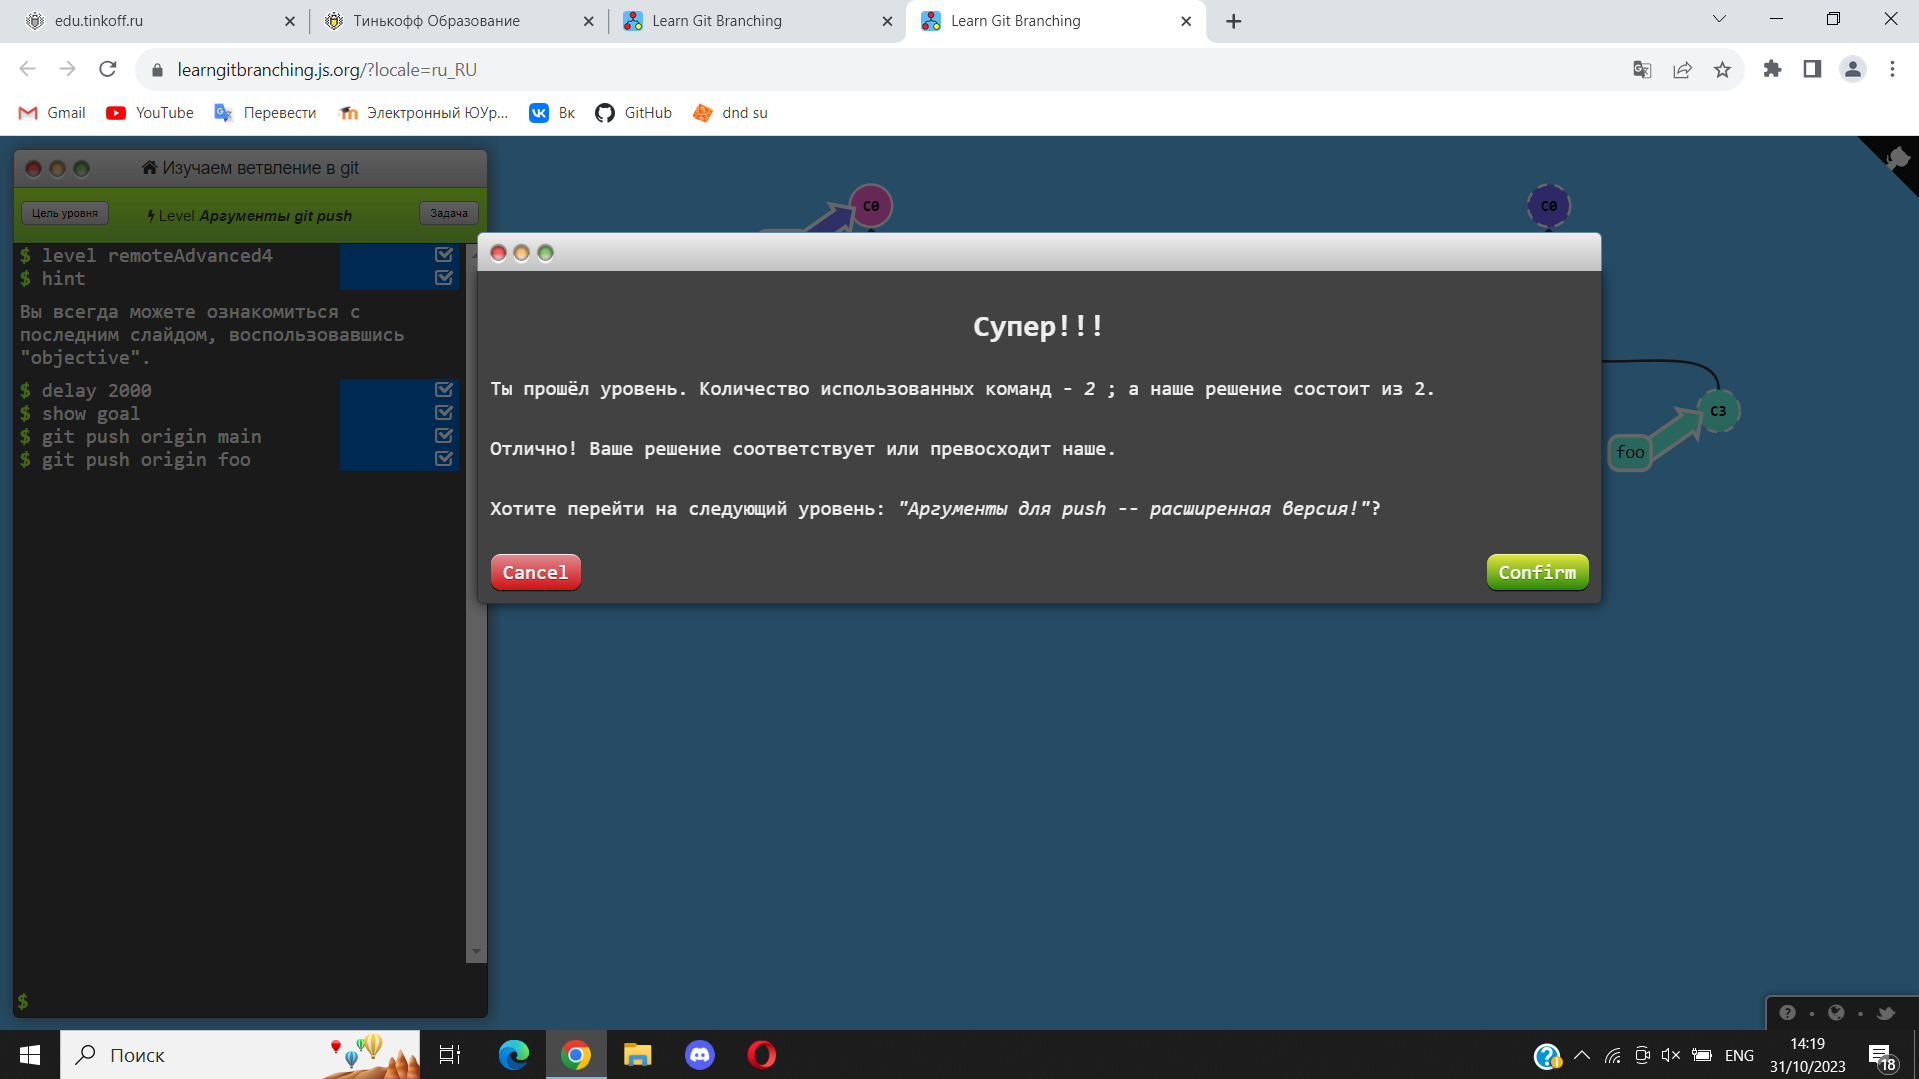 edu.tinkoff.ru
Тинькофф Образование
Learn Git Branching
Learn Git Branching
learngitbranching.js.org/?locale=ru_RU
Gmail
YouTube
Перевести
Электронный ЮУр...
Вк
GitHub
dnd su
Изучаем ветвление в git
Цель уровня
Level Аргументы git push
Задача
$ level remoteAdvanced4
$ hint
Вы всегда можете ознакомиться с
последним слайдом, воспользовавшись
"objective".
$ delay 2000
$ show goal
$ git push origin main
$ git push origin foo
$
C0
C0
C3
foo
Супер!!!
Ты прошёл уровень. Количество использованных команд - 2 ; а наше решение состоит из 2.
Отлично! Ваше решение соответствует или превосходит наше.
Хотите перейти на следующий уровень: "Аргументы для push -- расширенная версия!"?
Cancel
Confirm
Поиск
ENG
14:19
31/10/2023
18